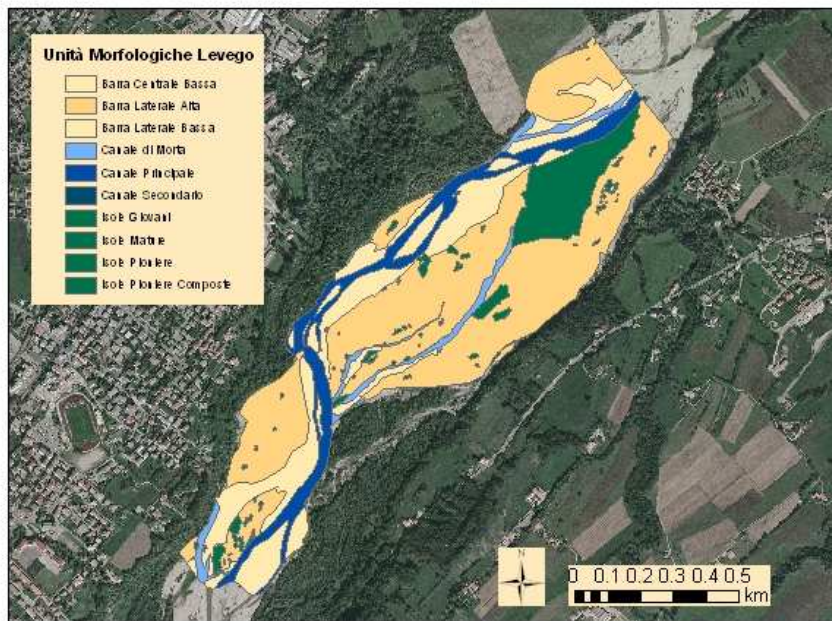 Unità Morfologiche Levego
Barra Centrale Bassa
Barra Laterale Alta
Barra Laterale Bassa
Canale di Morta
Canale Principale
Canale Secondario
Isole Giovani
Isole Mature
Isole Pioniere
Isole Pioniere Composte
N
0 0.1 0.2 0.3 0.4 0.5
km